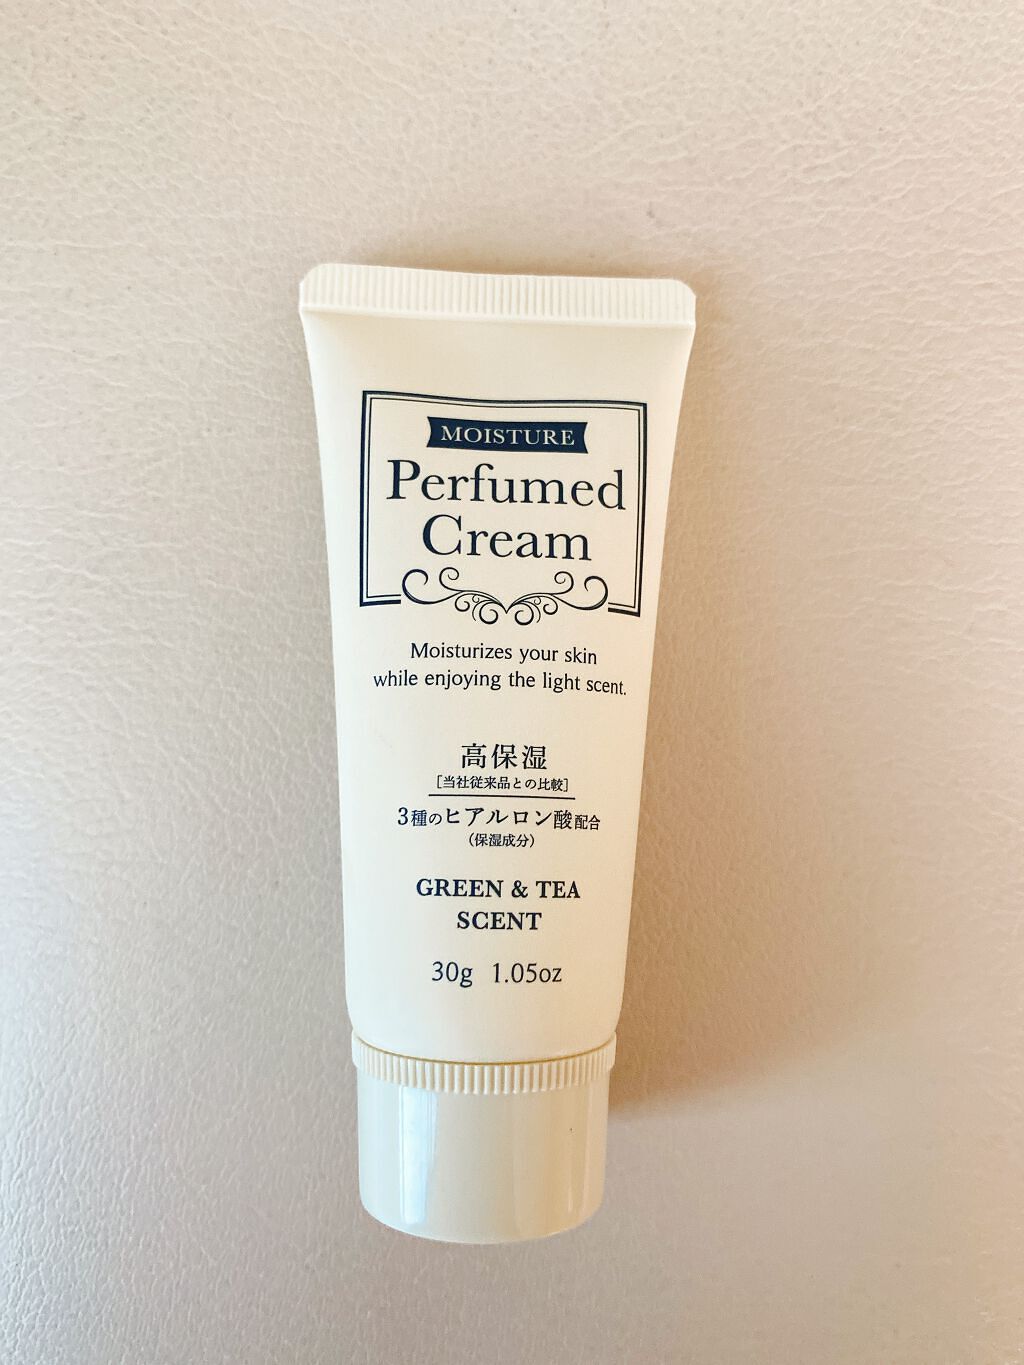 MOISTURE
Perfumed
Cream
Moisturizes your skin
while enjoying the light scent.
高保湿
[当社従来品との比較]
3種のヒアルロン酸配合
(保湿成分)
GREEN & TEA
SCENT
30g 1.05oz